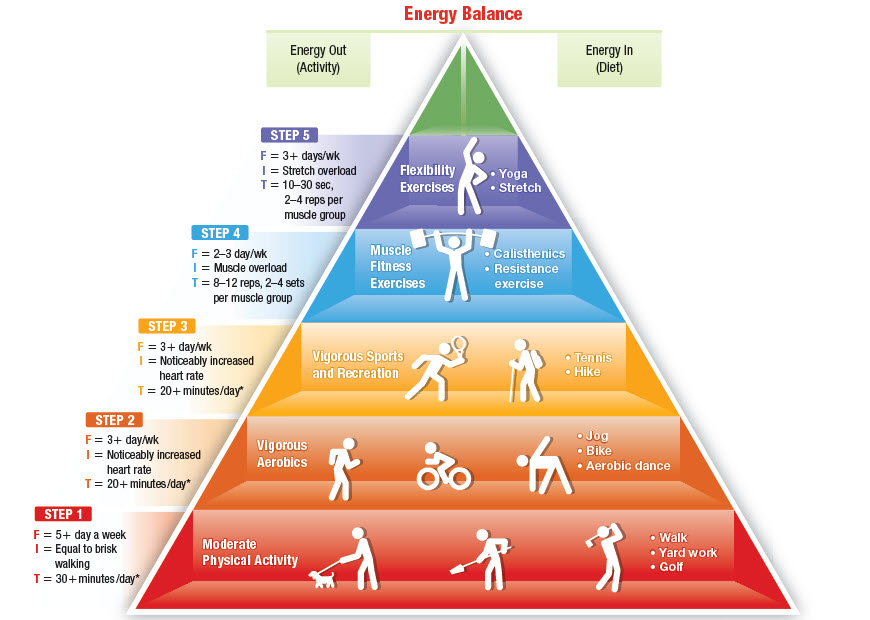 Energy Balance
Energy Out
(Activity)
Energy In
(Diet)
STEP 5
F = 3+ days/wk
I = Stretch overload
T = 10–30 sec,
2–4 reps per
muscle group
Flexibility
Exercises
• Yoga
• Stretch
STEP 4
F = 2–3 day/wk
I = Muscle overload
T = 8–12 reps, 2–4 sets
per muscle group
Muscle
Fitness
Exercises
• Calisthenics
• Resistance
exercise
STEP 3
F = 3+ day/wk
I = Noticeably increased
heart rate
T = 20+ minutes/day*
Vigorous Sports
and Recreation
• Tennis
• Hike
STEP 2
F = 3+ day/wk
I = Noticeably increased
heart rate
T = 20+ minutes/day*
Vigorous
Aerobics
• Jog
• Bike
• Aerobic dance
STEP 1
F = 5+ day a week
I = Equal to brisk
walking
T = 30+ minutes/day*
Moderate
Physical Activity
• Walk
• Yard work
• Golf